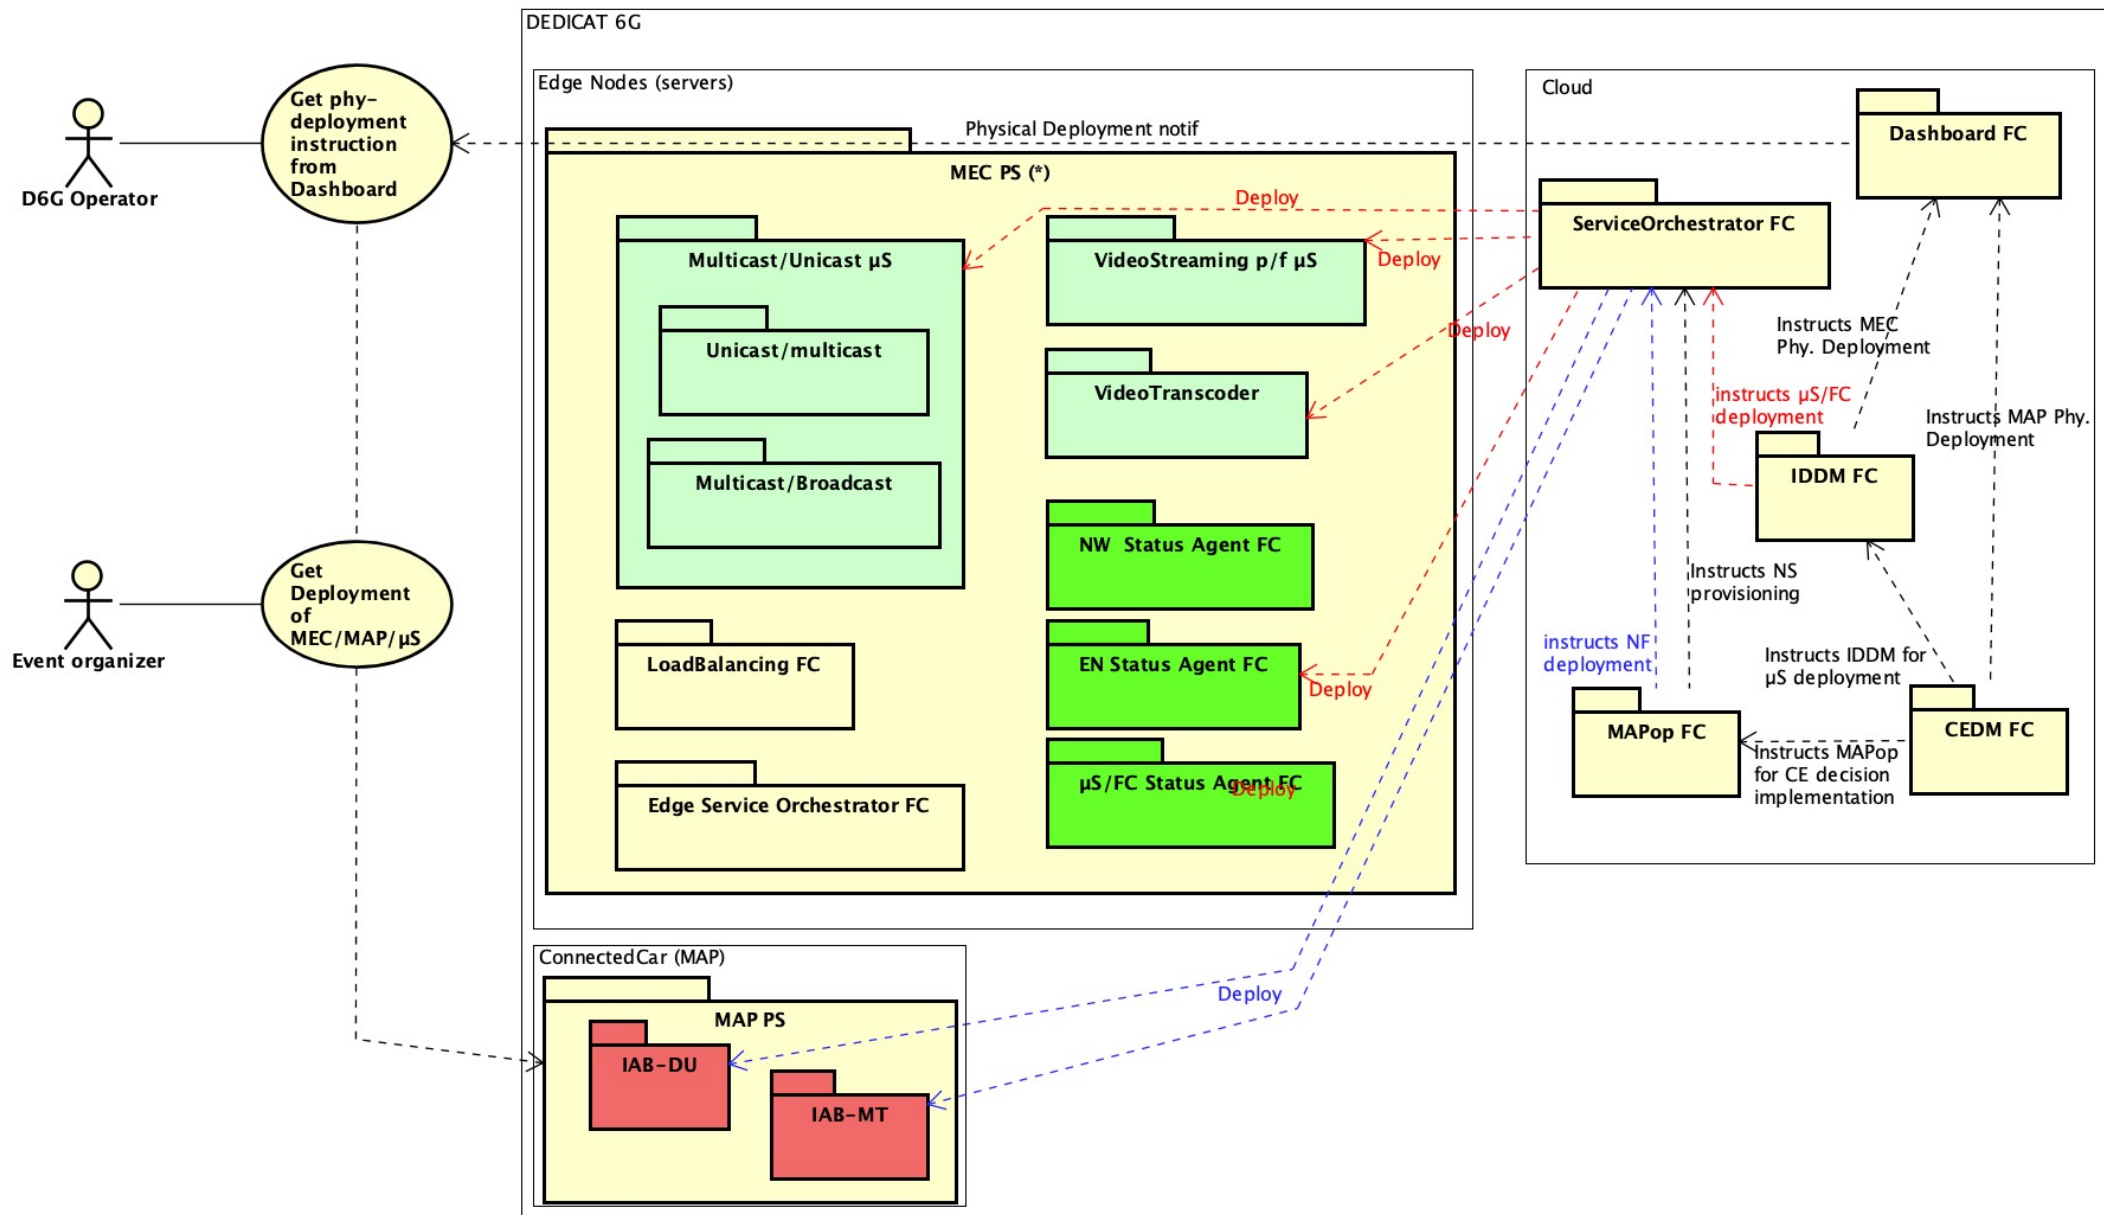 DEDICAT 6G
Edge Nodes (servers)
Cloud
Get phy-
deployment
instruction
from
Dashboard
D6G Operator
Physical Deployment notif
Dashboard FC
MEC PS (*)
Deploy
ServiceOrchestrator FC
Multicast/Unicast µS
VideoStreaming p/f µS
Deploy
Unicast/multicast
Deploy
Instructs MEC
Phy. Deployment
VideoTranscoder
instructs µS/FC
deployment
Instructs MAP Phy.
Deployment
Multicast/Broadcast
IDDM FC
NW  Status Agent FC
Get
Deployment
of
MEC/MAP/µS
Event organizer
Instructs NS
provisioning
LoadBalancing FC
EN Status Agent FC
Deploy
instructs NF
deployment
Instructs IDDM for
µS deployment
MAPop FC
CEDM FC
Instructs MAPop
for CE decision
implementation
µS/FC Status Agent FC
Deploy
Edge Service Orchestrator FC
ConnectedCar (MAP)
Deploy
MAP PS
IAB-DU
IAB-MT